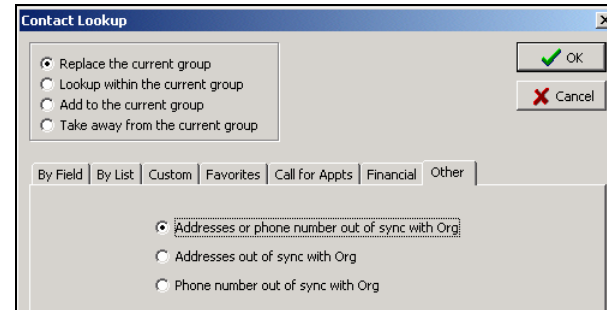 Contact Lookup
Replace the current group
Lookup within the current group
Add to the current group
Take away from the current group
OK
Cancel
By Field By List Custom Favorites Call for Appts Financial Other
Addresses or phone number out of sync with Org
Addresses out of sync with Org
Phone number out of sync with Org